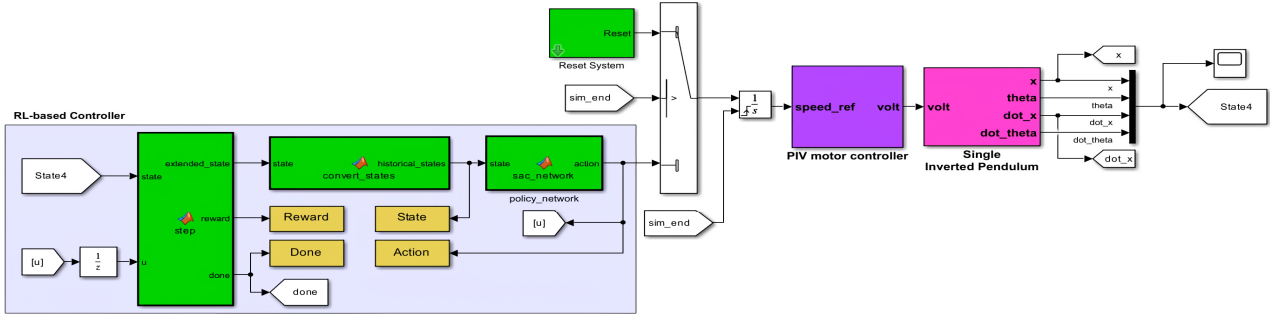 Reset
Reset System
sim_end
>
1
s
speed_ref
volt
PIV motor controller
volt
x
theta
dot_x
dot_theta
Single
Inverted Pendulum
x
x
theta
dot_x
dot_theta
dot_x
State4
RL-based Controller
State4
state
extended_state
reward
step
u
done
[u]
1
z
state
historical_states
convert_states
state
action
sac_network
policy_network
Reward
State
[u]
sim_end
Done
Action
done